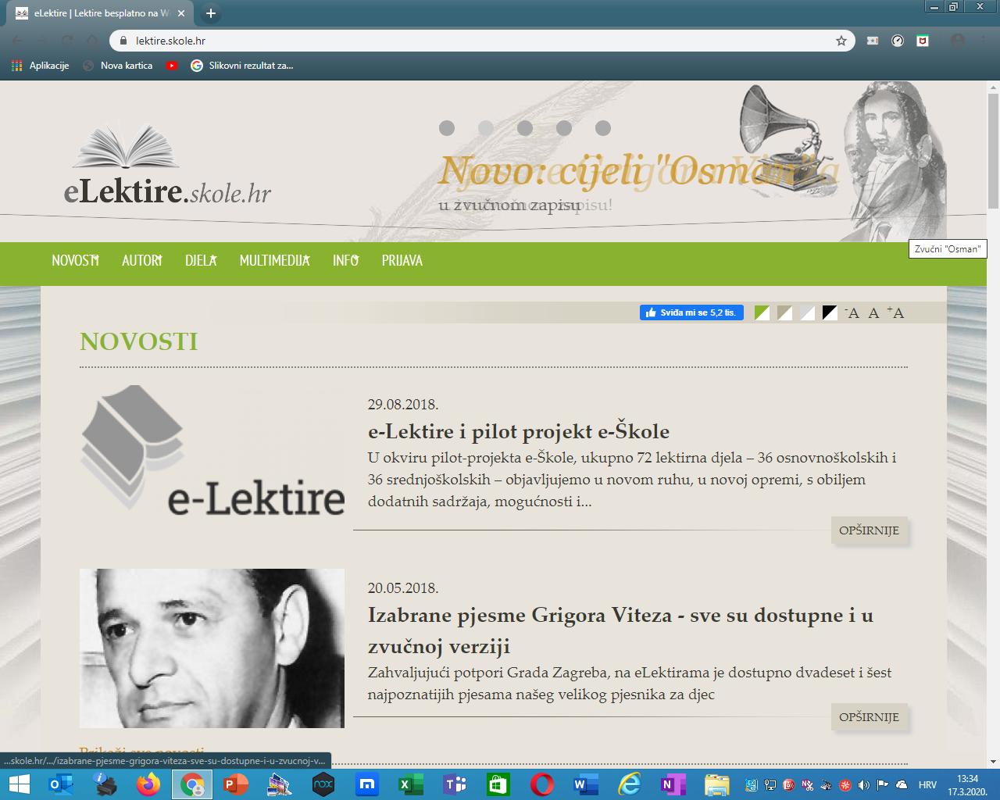 eLektire | Lektire besplatno na W
lektire.skole.hr
Aplikacije
Nova kartica
Slikovni rezultat za...
eLektire.skole.hr
Novo: cijeli "Osman"
u zvučnom zapisu
NOVOSTI
AUTORI
DJELA
MULTIMEDIJA
INFO
PRIJAVA
Zvučni "Osman"
Sviđa mi se 5,2 tis.
-A A +A
NOVOSTI
e-Lektire
29.08.2018.
e-Lektire i pilot projekt e-Škole
U okviru pilot-projekta e-Škole, ukupno 72 lektirna djela – 36 osnovnoškolskih i
36 srednjoškolskih – objavljujemo u novom ruhu, u novoj opremi, s obiljem
dodatnih sadržaja, mogućnosti i...
OPŠIRNIJE
20.05.2018.
Izabrane pjesme Grigora Viteza - sve su dostupne i u
zvučnoj verziji
Zahvaljujući potpori Grada Zagreba, na eLektirama je dostupno dvadeset i šest
najpoznatijih pjesama našeg velikog pjesnika za djec
OPŠIRNIJE
Prikaži sve novosti
...skole.hr/.../izabrane-pjesme-grigora-viteza-sve-su-dostupne-i-u-zvucnoj-v...
HRV
13:34
17.3.2020.